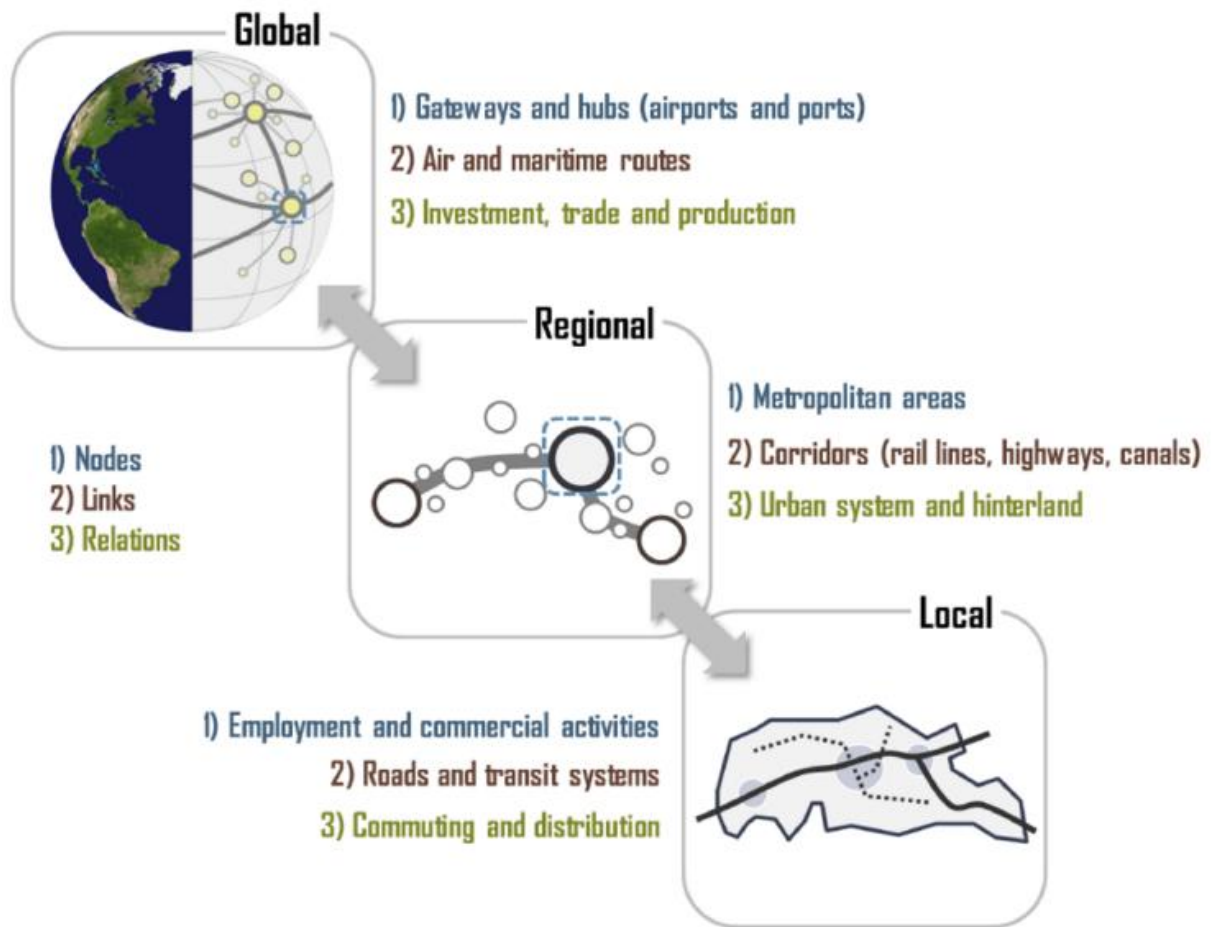 Global
1) Gateways and hubs (airports and ports)
2) Air and maritime routes
3) Investment, trade and production
Regional
1) Metropolitan areas
2) Corridors (rail lines, highways, canals)
3) Urban system and hinterland
1) Nodes
2) Links
3) Relations
Local
1) Employment and commercial activities
2) Roads and transit systems
3) Commuting and distribution